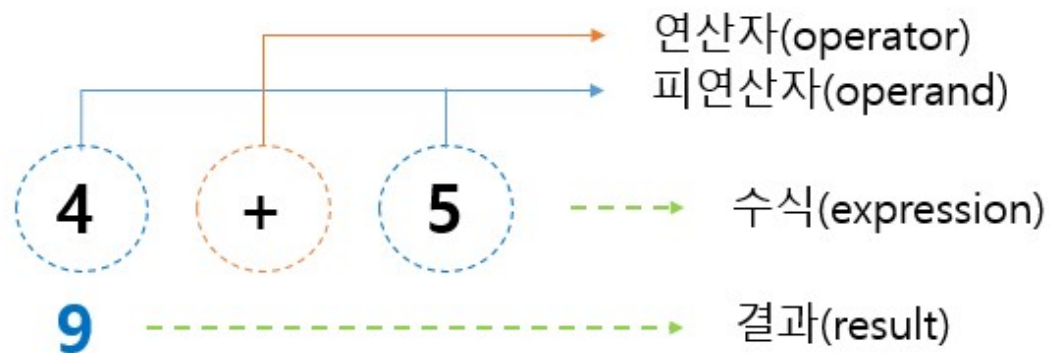 연산자(operator)
피연산자(operand)
4 + 5 수식(expression)
9 결과(result)